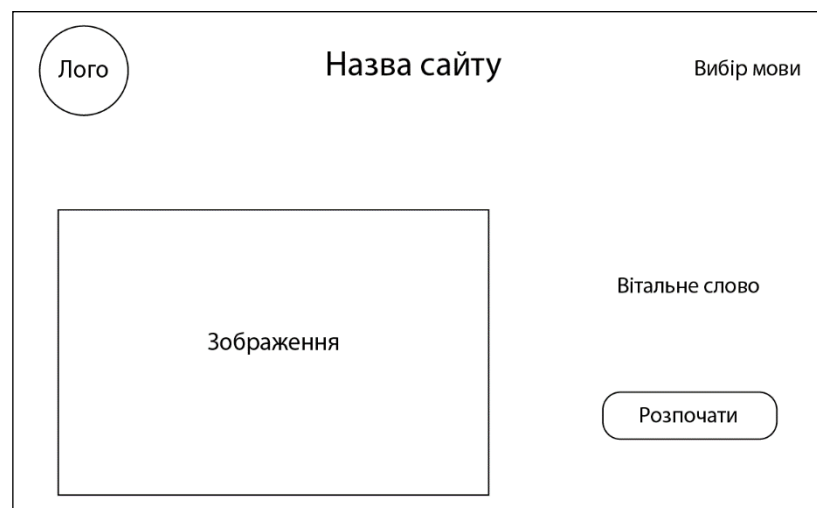 Лого
Назва сайту
Вибір мови
Вітальне слово
Зображення
Розпочати